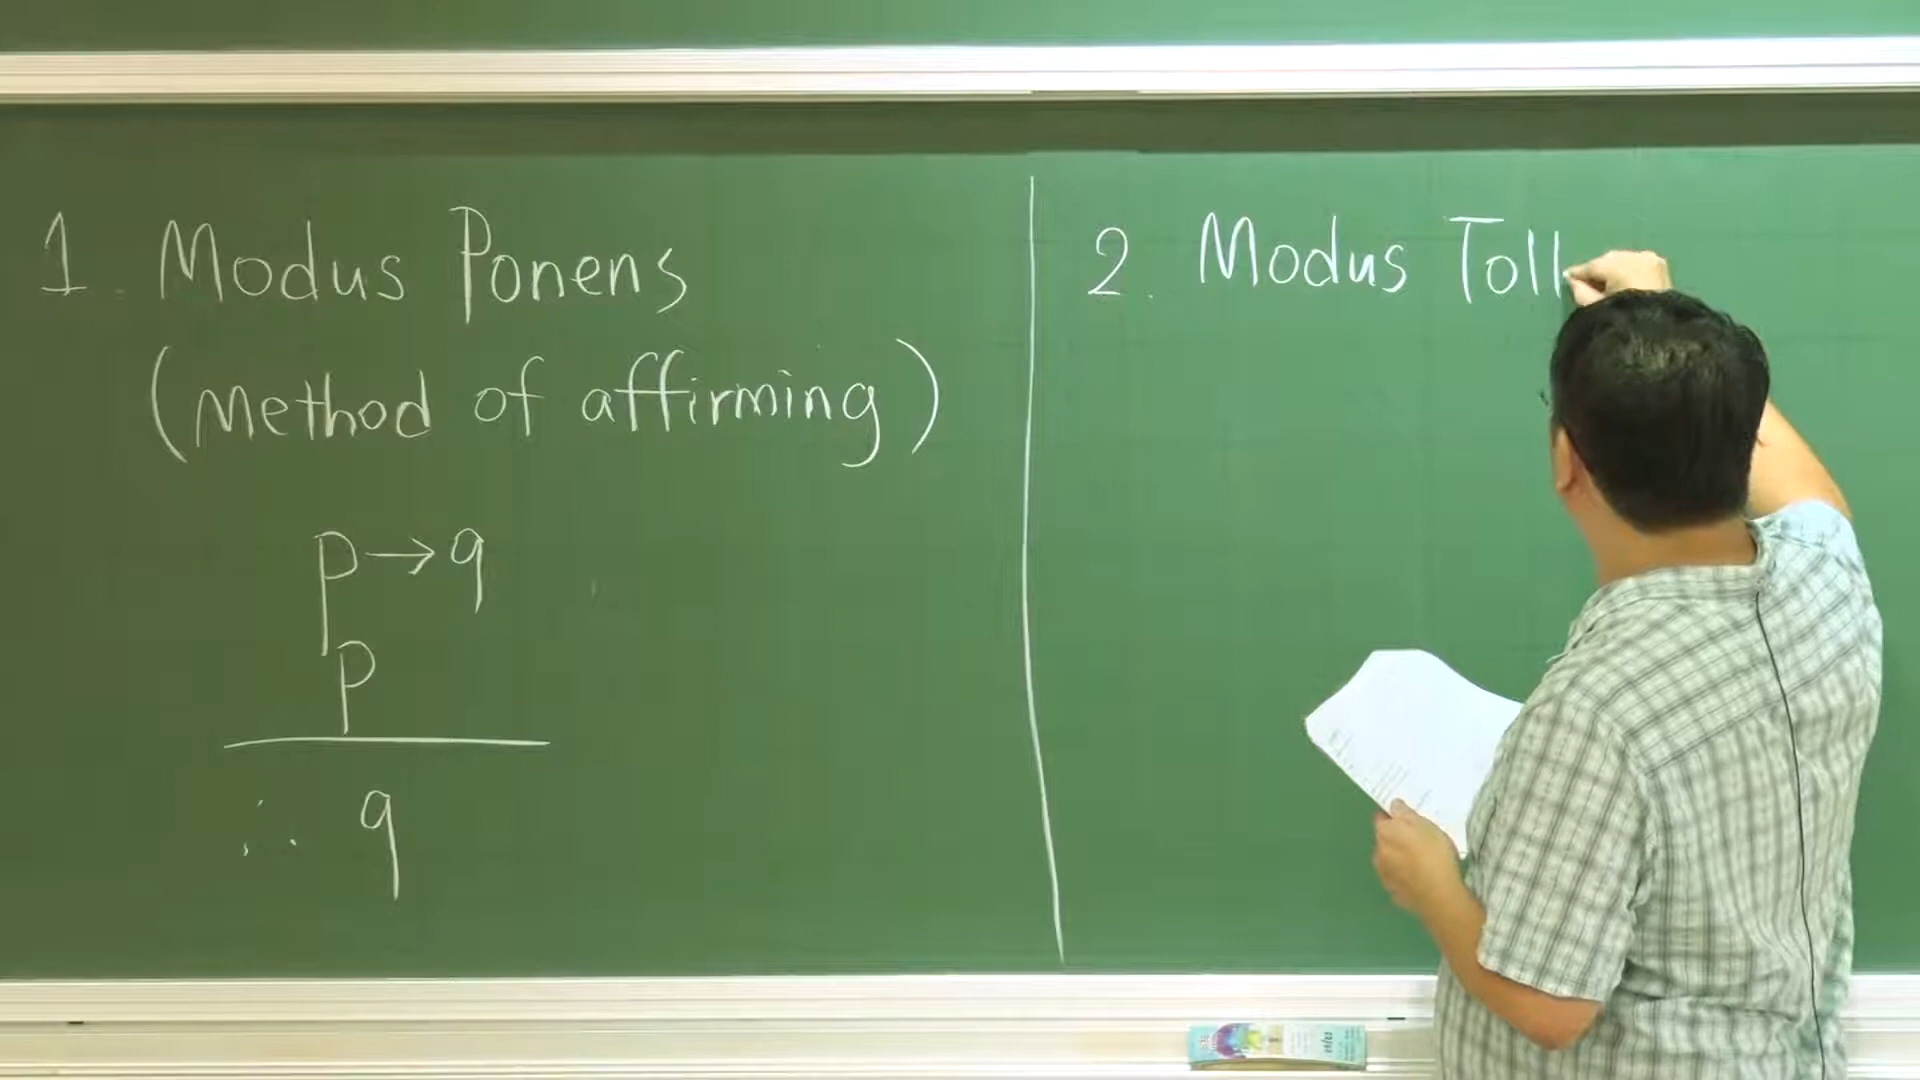 1. Modus Ponens
(Method of affirming)
p→q
p
∴ q
2. Modus Toll